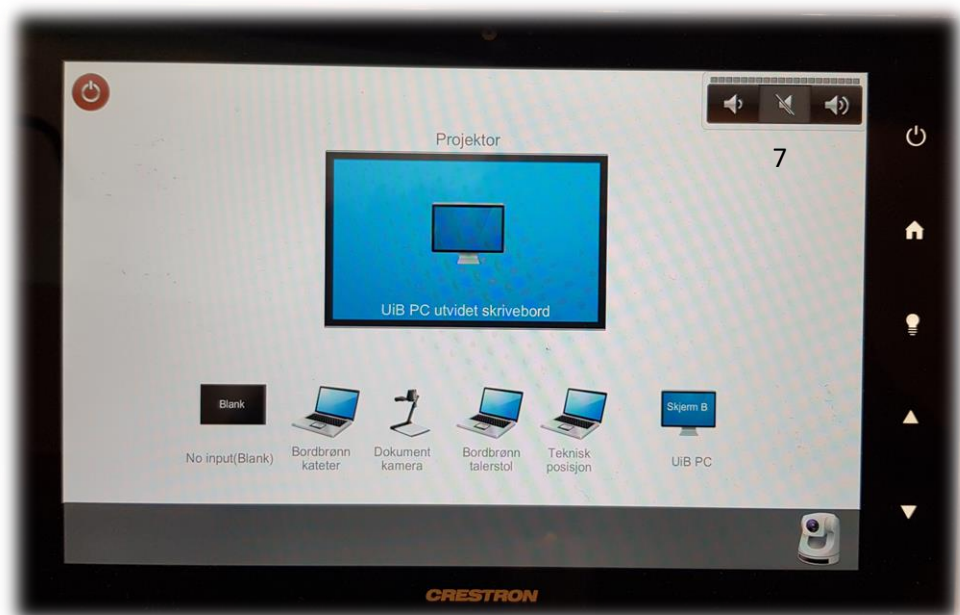 Projektor
7
UiB PC utvidet skrivebord
Blank
Skjerm B
No input(Blank)
Bordbrønn
kateter
Dokument
kamera
Bordbrønn
talerstol
Teknisk
posisjon
UiB PC
CRESTRON